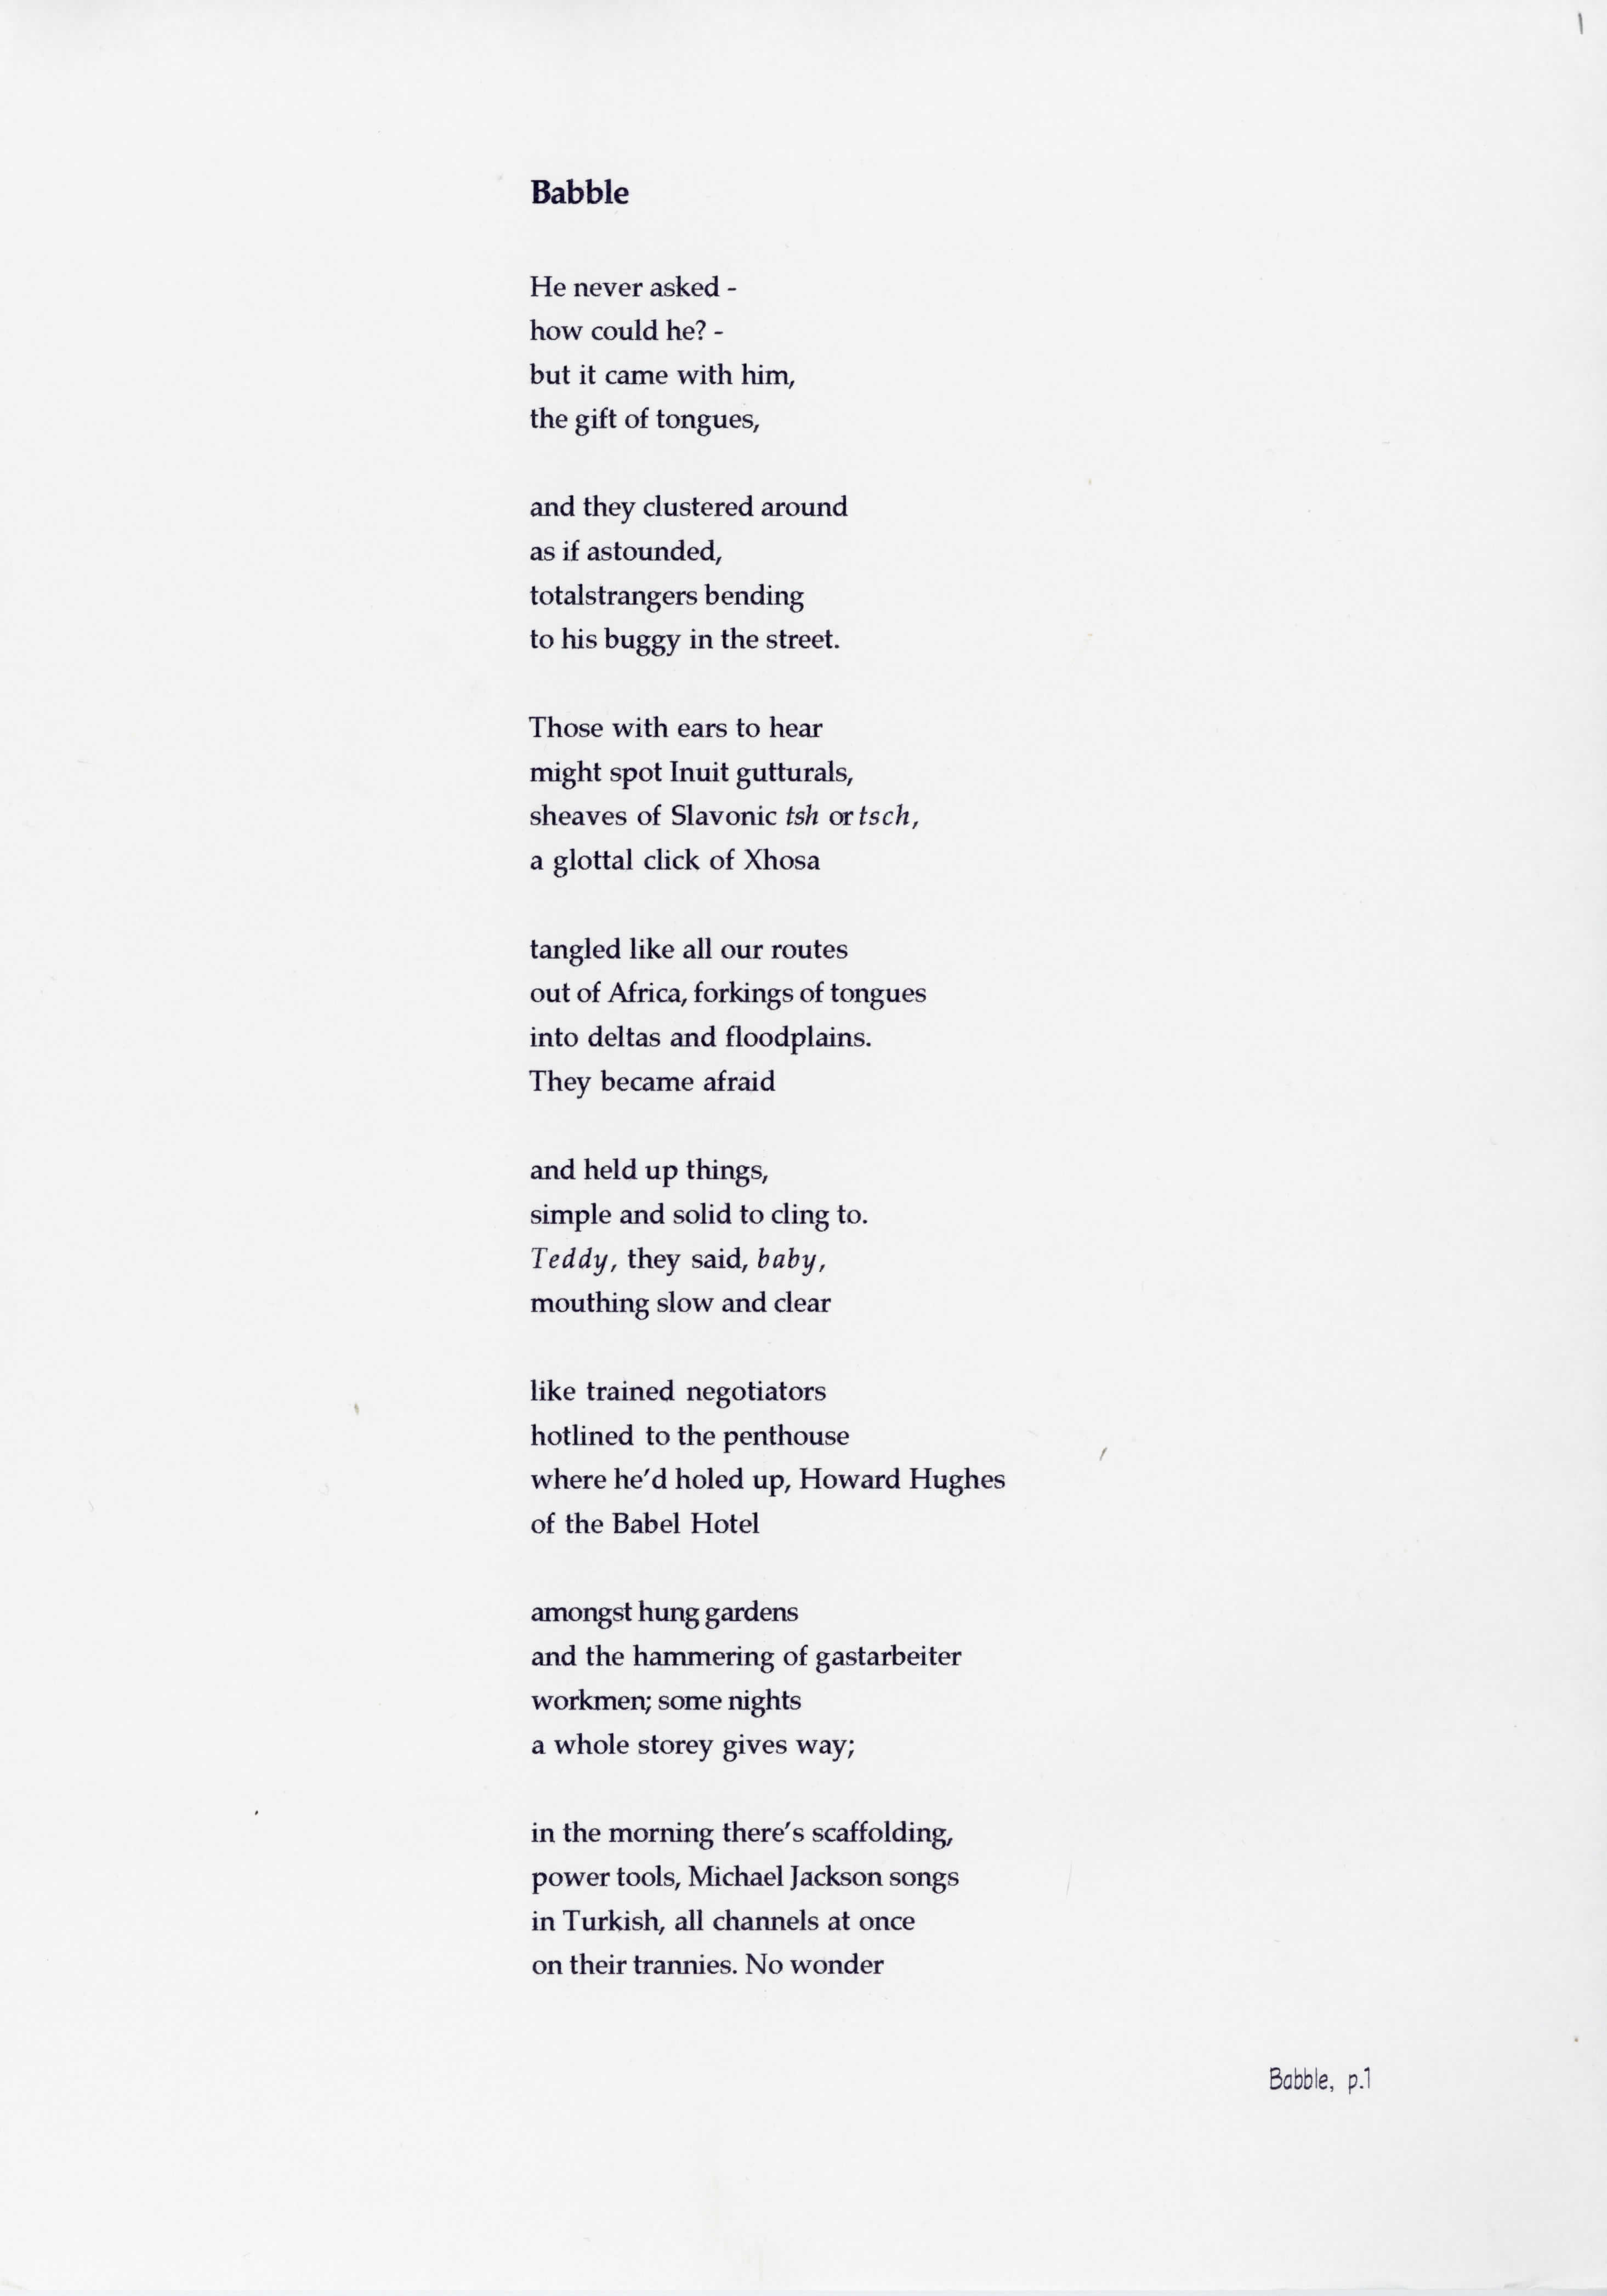 1
Babble
He never asked -
how could he? -
but it came with him,
the gift of tongues,
and they clustered around
as if astounded,
totalstrangers bending
to his buggy in the street.
Those with ears to hear
might spot Inuit gutturals,
sheaves of Slavonic tsh or tsch,
a glottal click of Xhosa
tangled like all our routes
out of Africa, forkings of tongues
into deltas and floodplains.
They became afraid
and held up things,
simple and solid to cling to.
Teddy, they said, baby,
mouthing slow and clear
like trained negotiators
hotlined to the penthouse
where he'd holed up, Howard Hughes
of the Babel Hotel
amongst hung gardens
and the hammering of gastarbeiter
workmen; some nights
a whole storey gives way;
in the morning there's scaffolding,
power tools, Michael Jackson songs
in Turkish, all channels at once
on their trannies. No wonder
Babble, p.1